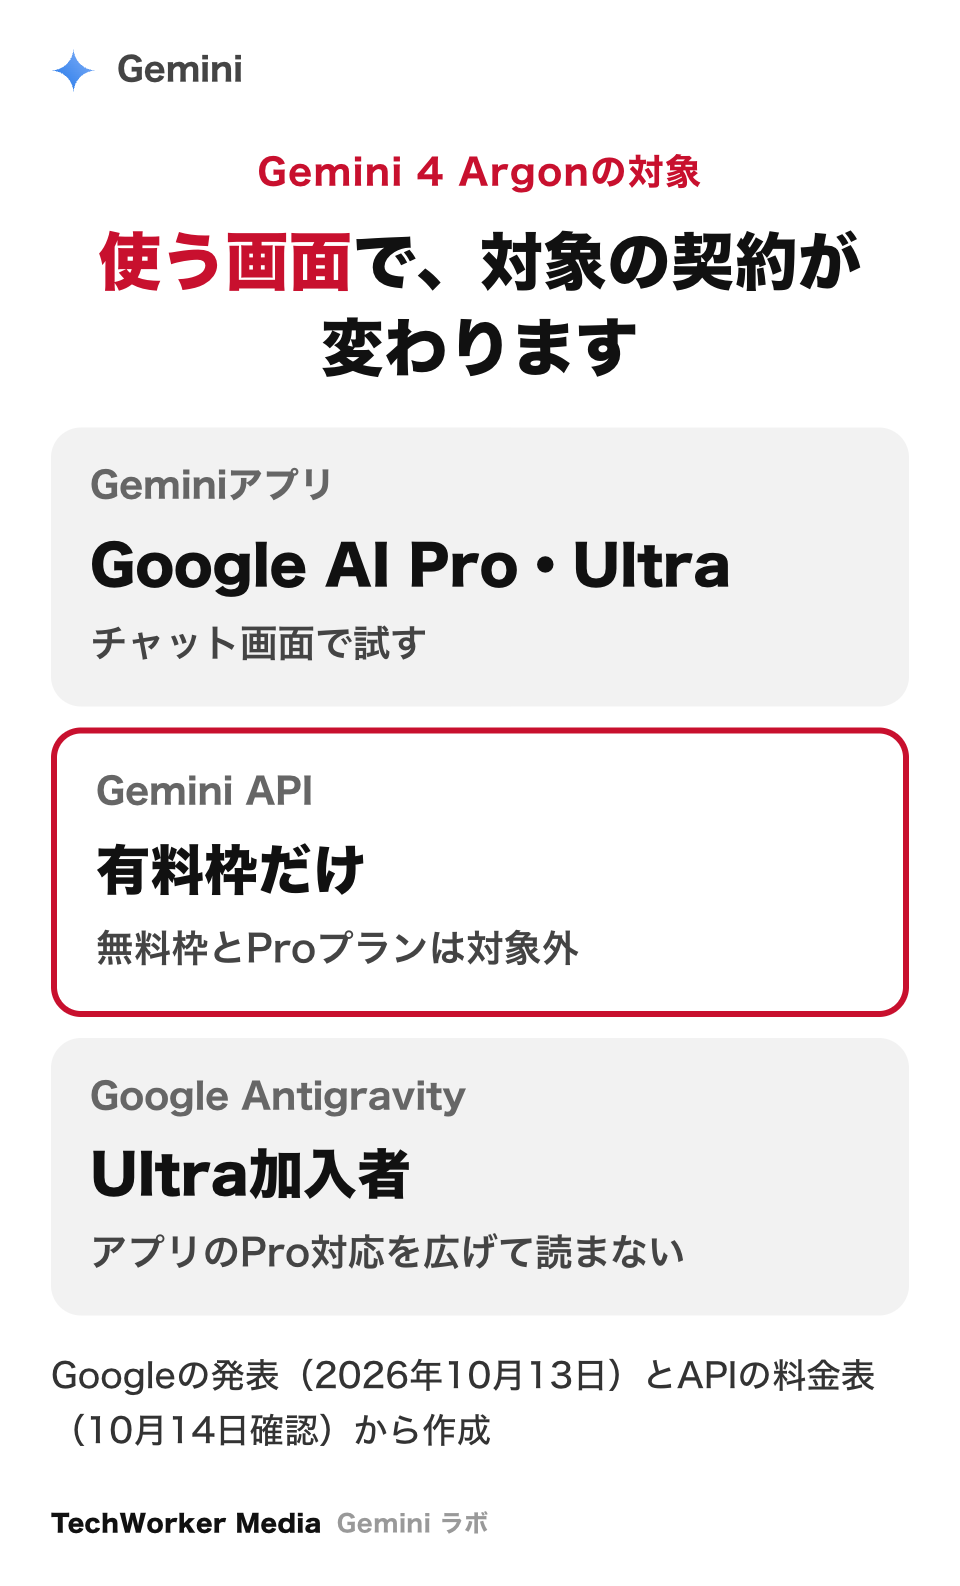 Gemini
Gemini 4 Argonの対象
使う画面で、対象の契約が
変わります
Geminiアプリ
Google AI Pro・Ultra
チャット画面で試す
Gemini API
有料枠だけ
無料枠とProプランは対象外
Google Antigravity
Ultra加入者
アプリのPro対応を広げて読まない
Googleの発表（2026年10月13日）とAPIの料金表
（10月14日確認）から作成
TechWorker Media Gemini ラボ